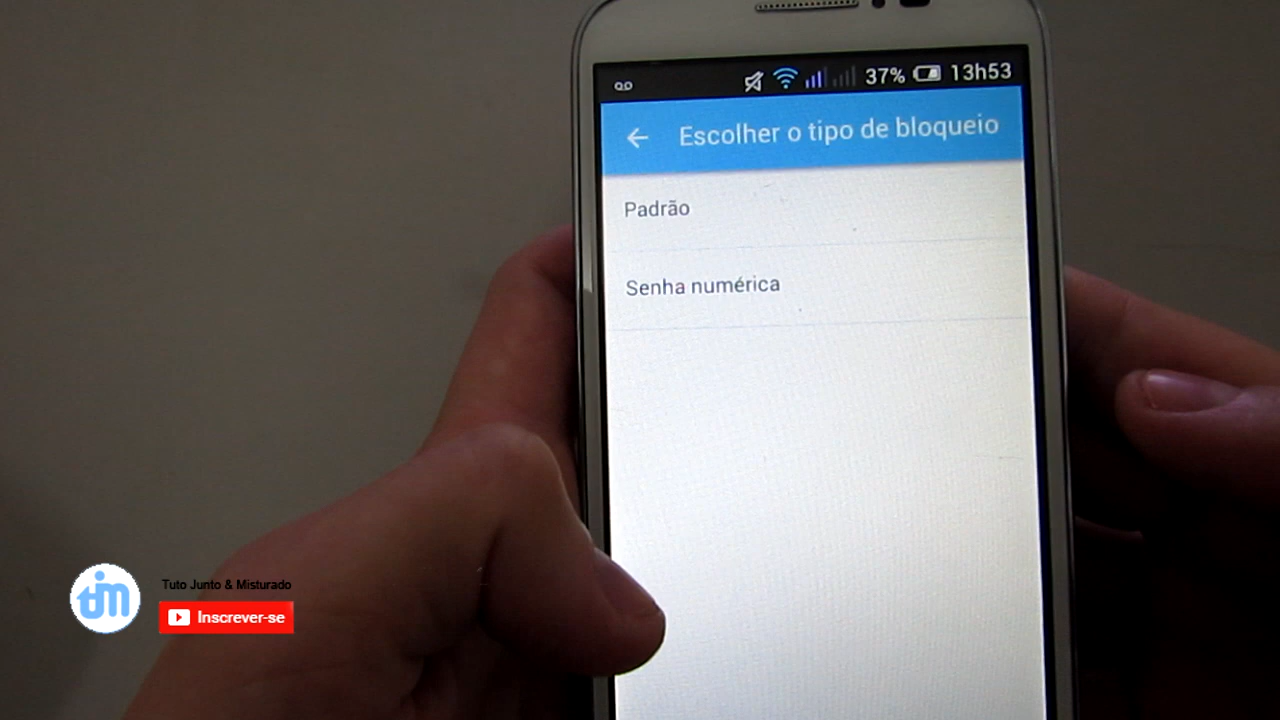 37% 13h53
Escolher o tipo de bloqueio
Padrão
Senha numérica
tjm
Tuto Junto & Misturado
Inscrever-se